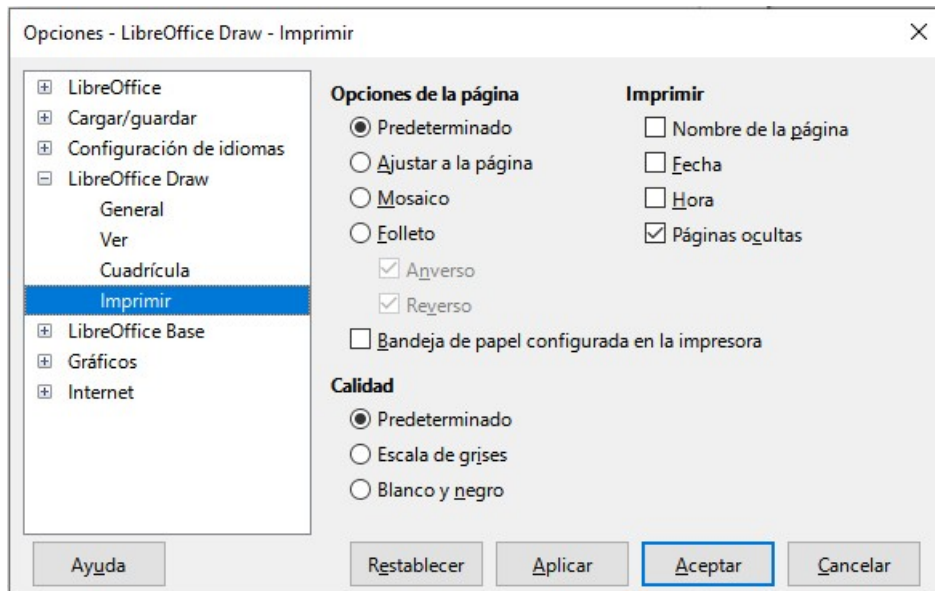 Opciones - LibreOffice Draw - Imprimir
LibreOffice
Cargar/guardar
Configuración de idiomas
LibreOffice Draw
General
Ver
Cuadrícula
Imprimir
LibreOffice Base
Gráficos
Internet
Opciones de la página
Predeterminado
Ajustar a la página
Mosaico
Folleto
Anverso
Reverso
Bandeja de papel configurada en la impresora
Imprimir
Nombre de la página
Fecha
Hora
Páginas ocultas
Calidad
Predeterminado
Escala de grises
Blanco y negro
Ayuda
Restablecer
Aplicar
Aceptar
Cancelar